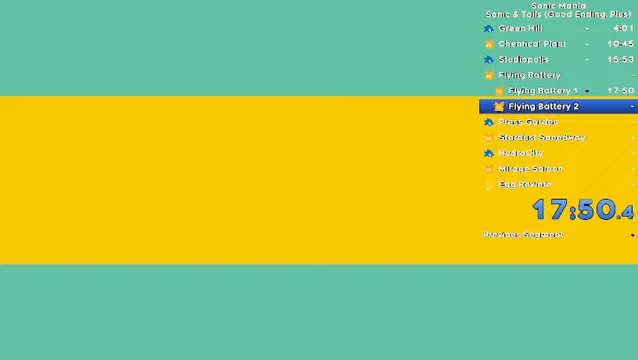 Sonic Mania
Sonic & Tails (Good Ending, Plus)
Green Hill - 4:01
Chemical Plant - 10:45
Studiopolis - 15:53
Flying Battery -
Flying Battery 1 - 17:50
Flying Battery 2 -
Press Garden -
Stardust Speedway -
Hydrocity -
Mirage Saloon -
Egg Reverie -
17:50.4
Previous Segment -